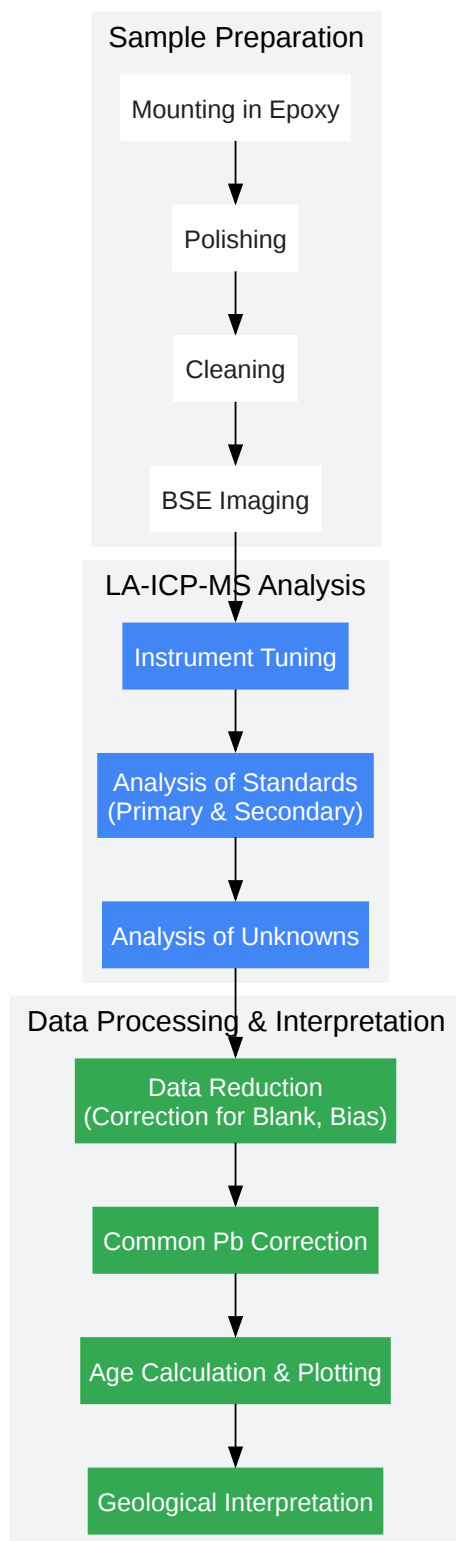 Sample Preparation
Mounting in Epoxy
Polishing
Cleaning
BSE Imaging
LA-ICP-MS Analysis
Instrument Tuning
Analysis of Standards
(Primary & Secondary)
Analysis of Unknowns
Data Processing & Interpretation
Data Reduction
(Correction for Blank, Bias)
Common Pb Correction
Age Calculation & Plotting
Geological Interpretation